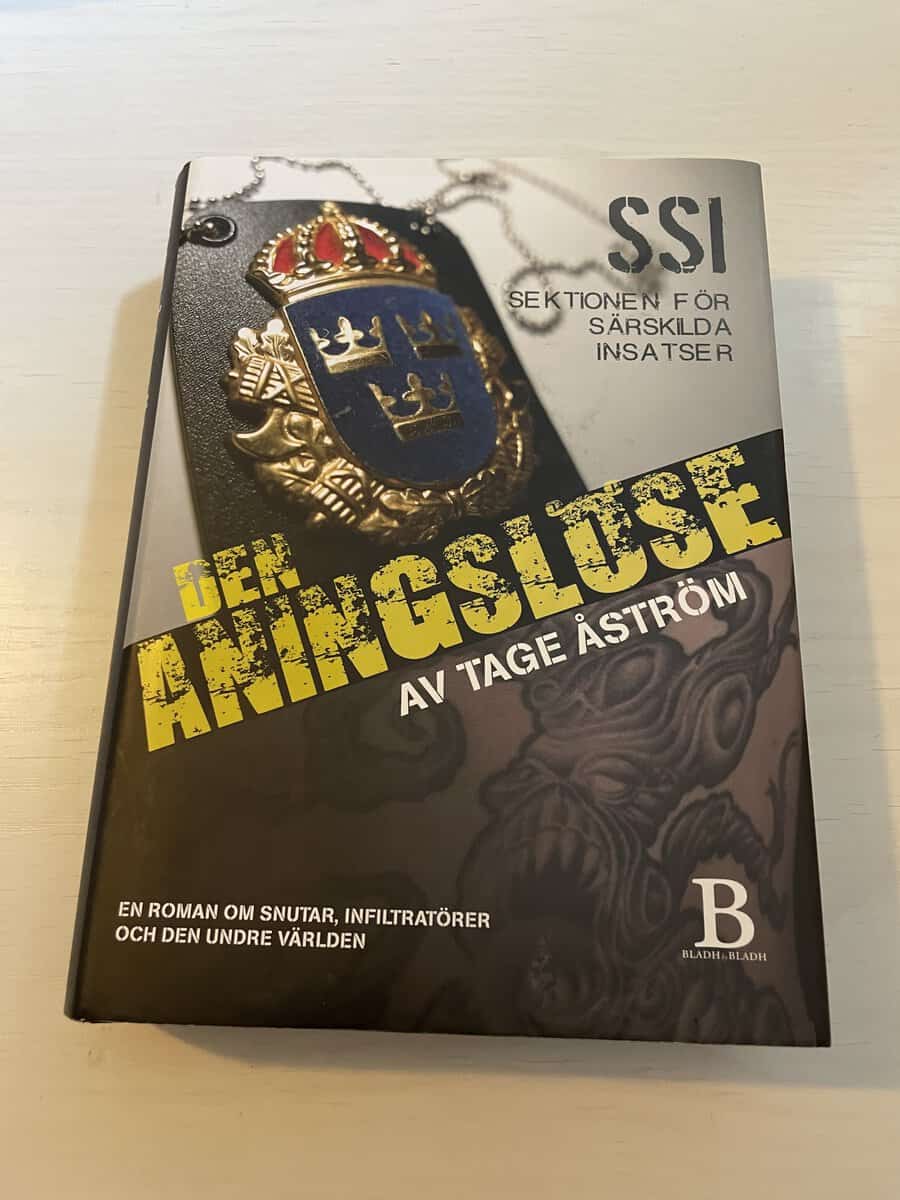 SSI
SEKTIONEN FÖR
SÄRSKILDA
INSATSER
DEN
ANINGSLÖSE
AV TAGE ÅSTRÖM
EN ROMAN OM SNUTAR, INFILTRATÖRER
OCH DEN UNDRE VÄRLDEN
B
BLADH by BLADH